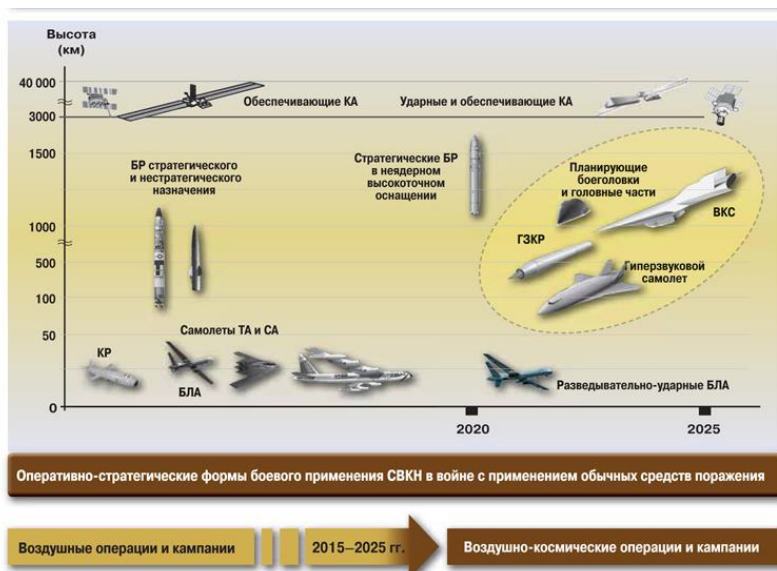 Высота
(км)
40 000
3000
1500
1000
500
100
50
0
Обеспечивающие КА
Ударные и обеспечивающие КА
БР стратегического
и нестратегического
назначения
Стратегические БР
в неядерном
высокоточном
оснащении
Планирующие
боеголовки
и головные части
ВКС
ГЗКР
Гиперзвуковой
самолет
Самолеты ТА и СА
КР
БЛА
Разведывательно-ударные БЛА
2020
2025
Оперативно-стратегические формы боевого применения СВКН в войне с применением обычных средств поражения
Воздушные операции и кампании
2015–2025 гг.
Воздушно-космические операции и кампании